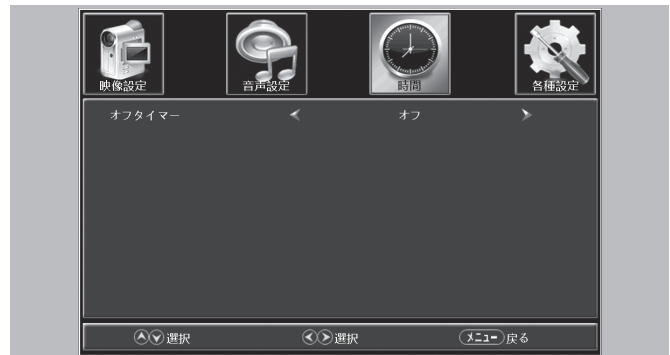 映像設定
音声設定
時間
各種設定
オフタイマー オフ
選択 選択 メニュー 戻る